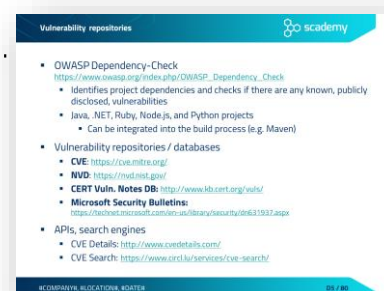 Vulnerability repositories
scademy
▪ OWASP Dependency-Check
https://www.owasp.org/index.php/OWASP_Dependency_Check
▪ Identifies project dependencies and checks if there are any known, publicly
disclosed, vulnerabilities
▪ Java, .NET, Ruby, Node.js, and Python projects
▪ Can be integrated into the build process (e.g. Maven)
▪ Vulnerability repositories / databases
▪ CVE: https://cve.mitre.org/
▪ NVD: https://nvd.nist.gov/
▪ CERT Vuln. Notes DB: http://www.kb.cert.org/vuls/
▪ Microsoft Security Bulletins:
https://technet.microsoft.com/en-us/library/security/dn631937.aspx
▪ APIs, search engines
▪ CVE Details: http://www.cvedetails.com/
▪ CVE Search: https://www.circl.lu/services/cve-search/
#COMPANY#, #LOCATION#, #DATE#
D3 / 80